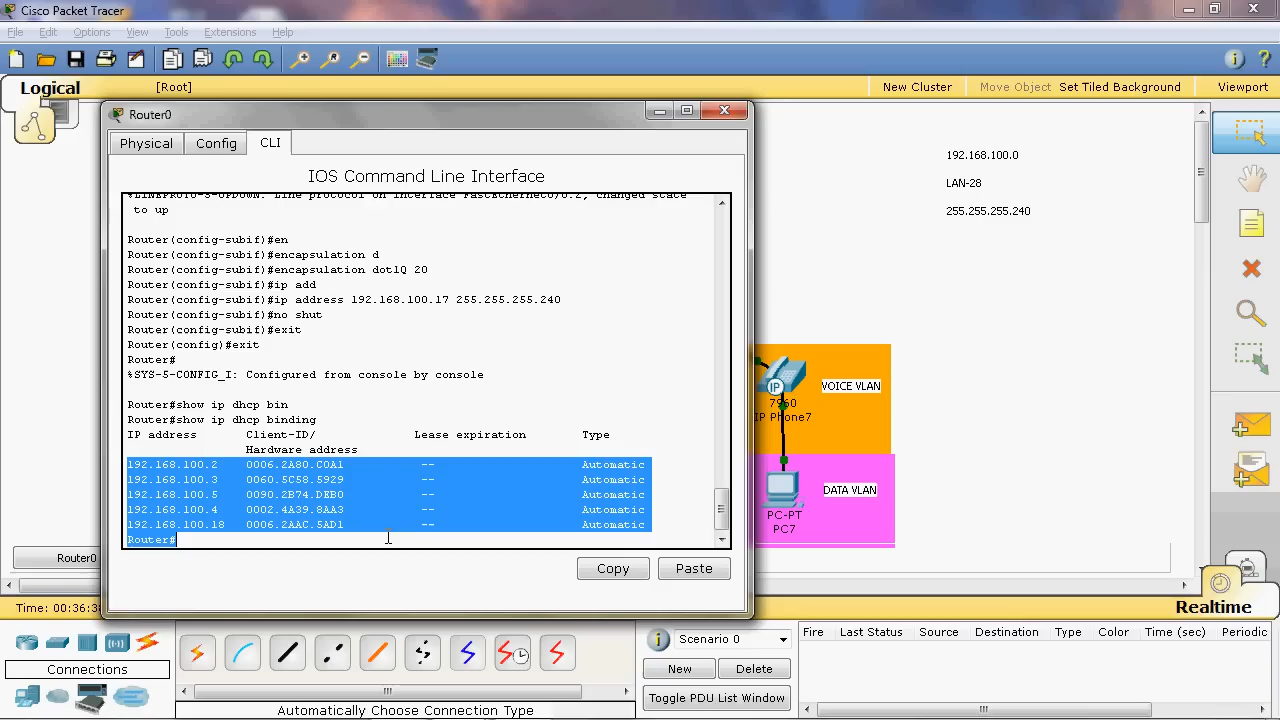 Cisco Packet Tracer
File Edit Options View Tools Extensions Help
Logical
[Root]
New Cluster
Move Object
Set Tiled Background
Viewport
Router0
Physical
Config
CLI
IOS Command Line Interface
to up
Router(config-subif)#en
Router(config-subif)#encapsulation d
Router(config-subif)#encapsulation dot1Q 20
Router(config-subif)#ip add
Router(config-subif)#ip address 192.168.100.17 255.255.255.240
Router(config-subif)#no shut
Router(config-subif)#exit
Router(config)#exit
Router#
%SYS-5-CONFIG_I: Configured from console by console
Router#show ip dhcp bin
Router#show ip dhcp binding
IP address Client-ID/ Lease expiration Type
Hardware address
192.168.100.2 0006.2A80.C0A1 -- Automatic
192.168.100.3 0060.5C58.5929 -- Automatic
192.168.100.5 0090.2B74.DEB0 -- Automatic
192.168.100.4 0002.4A39.8AA3 -- Automatic
192.168.100.18 0006.2AAC.5AD1 -- Automatic
Router#
Copy
Paste
192.168.100.0
LAN-28
255.255.255.240
IP
7960
IP Phone7
VOICE VLAN
PC-PT
PC7
DATA VLAN
Router0
Time: 00:36:3
Realtime
Connections
Automatically Choose Connection Type
Scenario 0
New
Delete
Toggle PDU List Window
Fire Last Status Source Destination Type Color Time (sec) Periodic